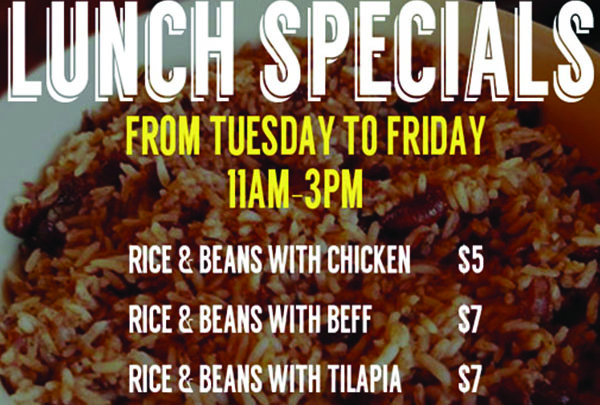 LUNCH SPECIALS
FROM TUESDAY TO FRIDAY
11AM-3PM
RICE & BEANS WITH CHICKEN $5
RICE & BEANS WITH BEFF $7
RICE & BEANS WITH TILAPIA $7